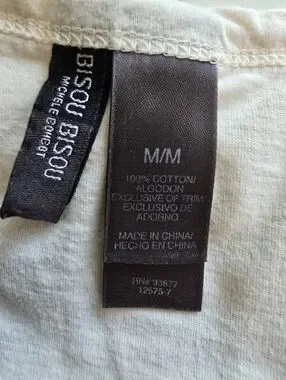 BISOU BISOU
MICHELE BOHBOT
M/M
100% COTTON/
ALGODON
EXCLUSIVE OF TRIM/
EXCLUSIVO DE
ADORNO
MADE IN CHINA/
HECHO EN CHINA
RN# 93677
12575-7